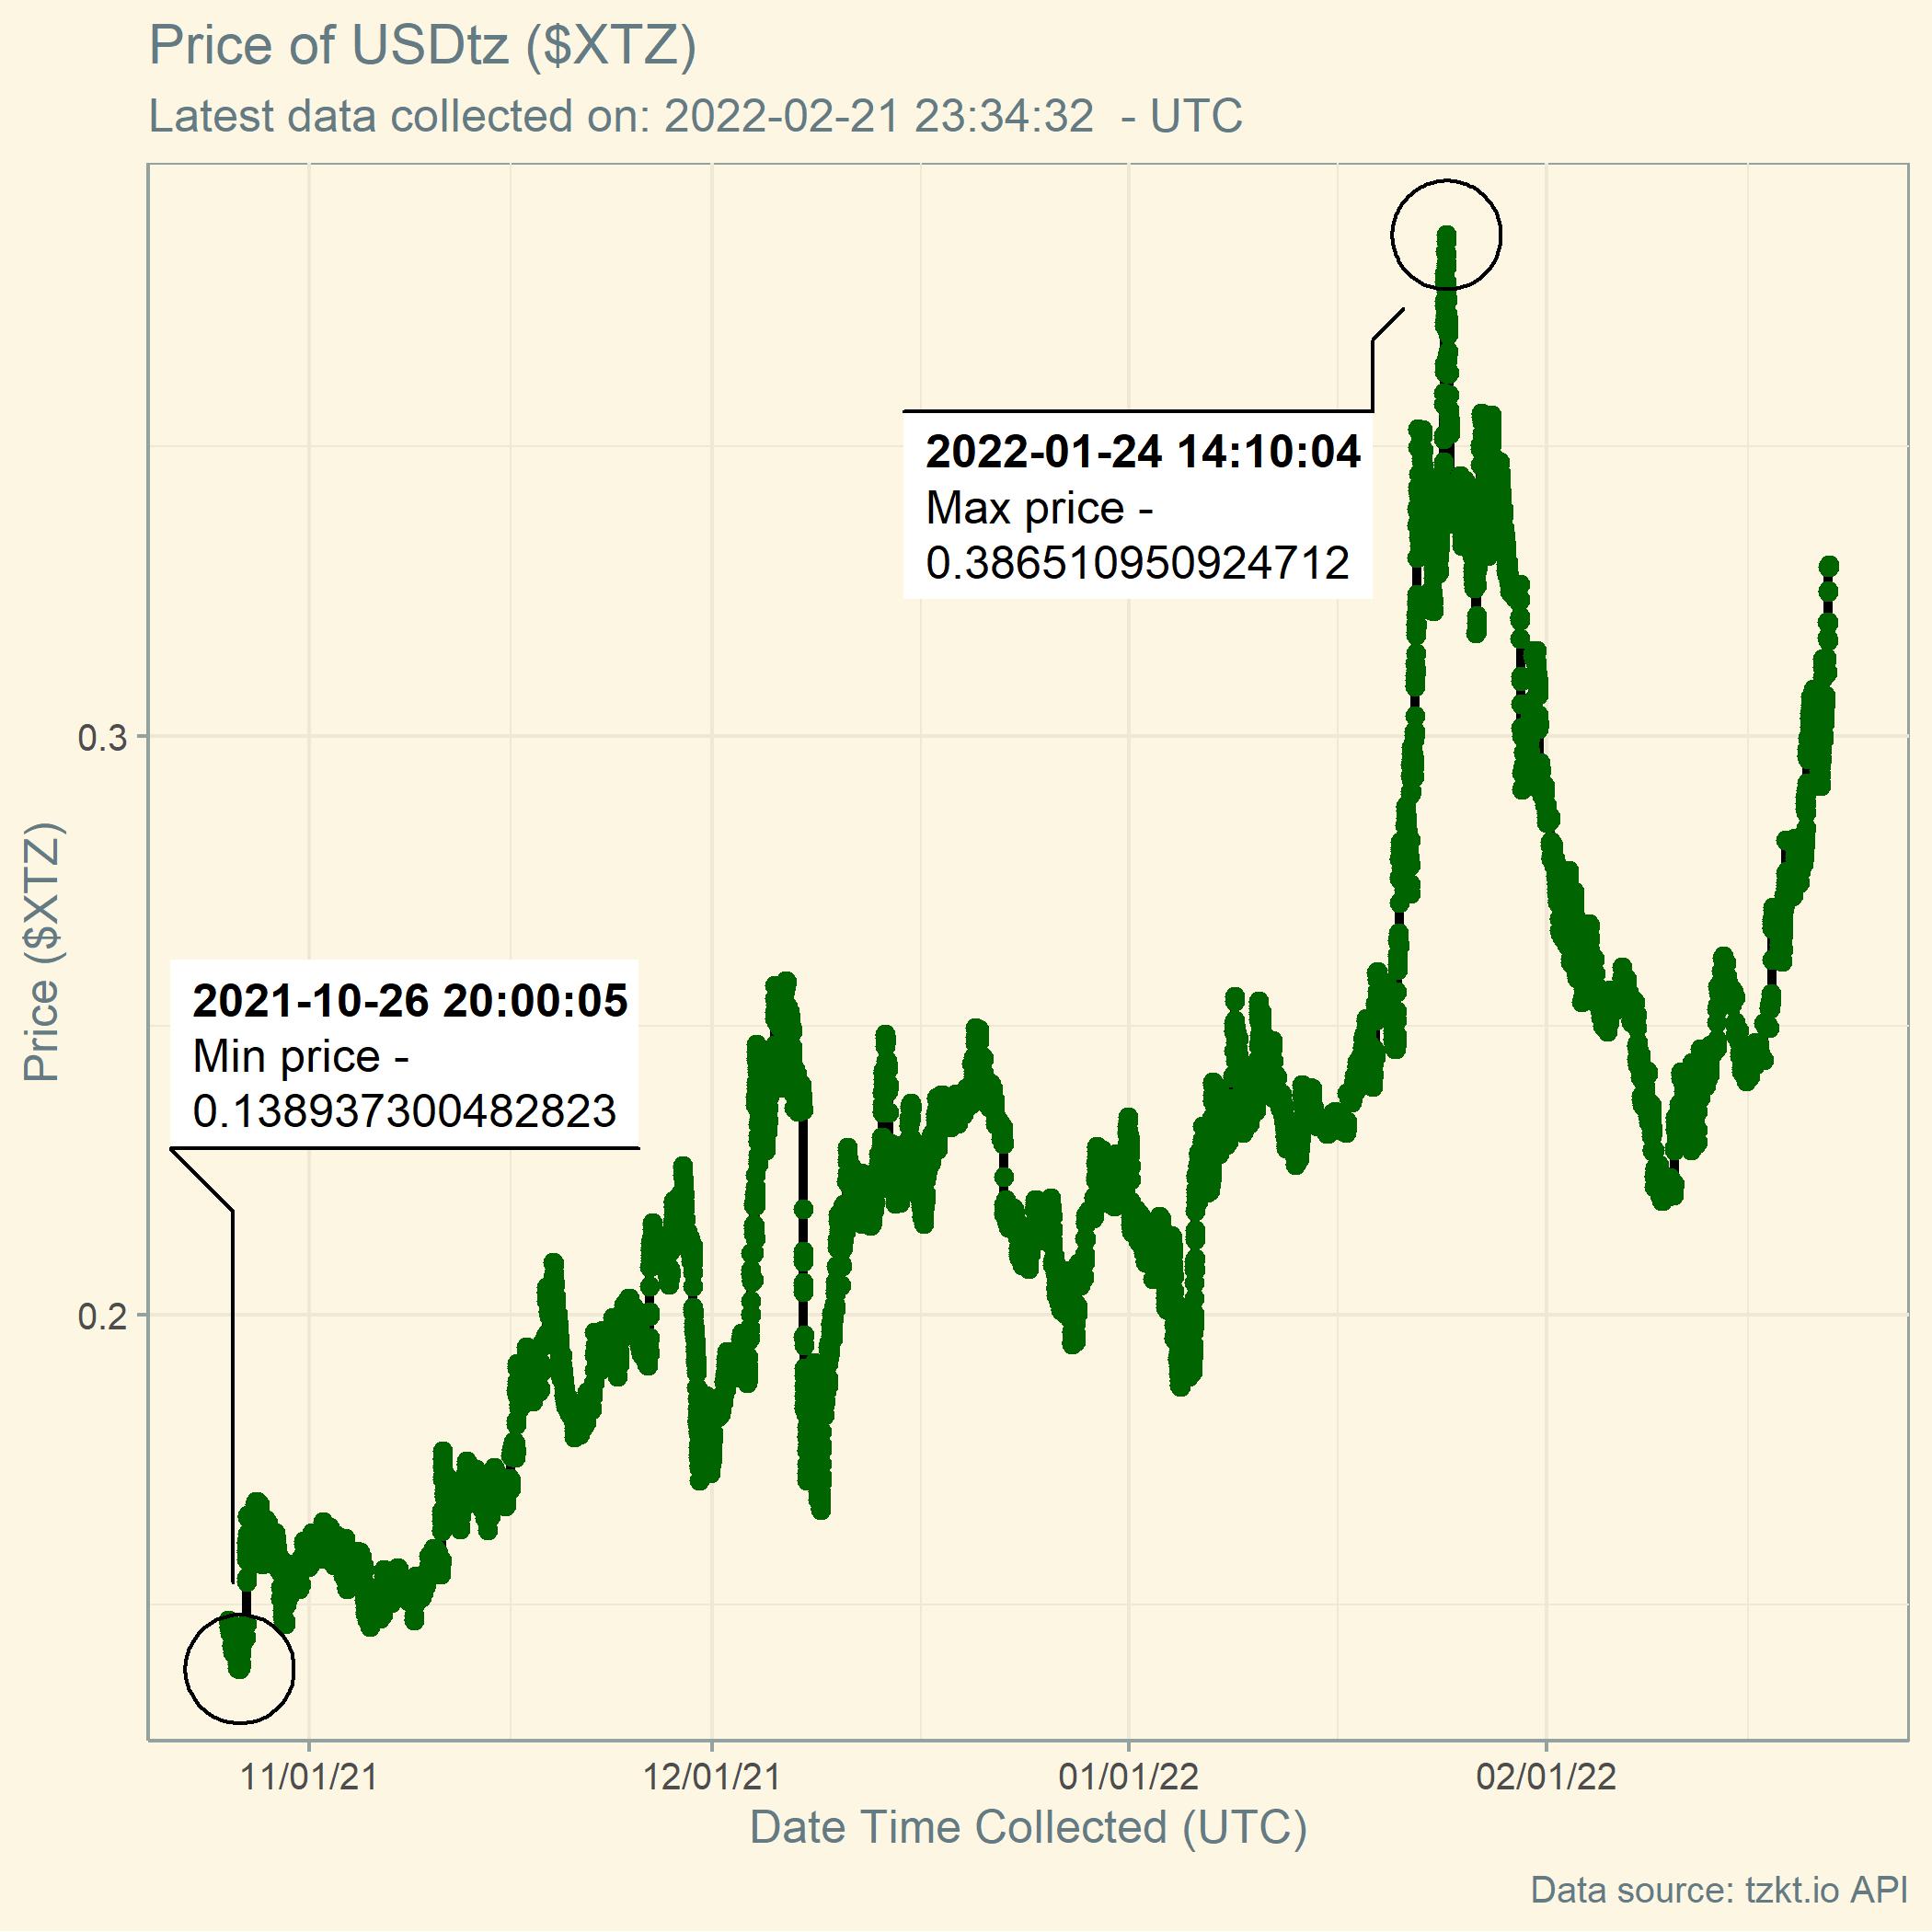 Price of USDtz ($XTZ)
Latest data collected on: 2022-02-21 23:34:32  - UTC
2022-01-24 14:10:04
Max price -
0.386510950924712
0.3
Price ($XTZ)
2021-10-26 20:00:05
Min price -
0.138937300482823
0.2
11/01/21 12/01/21 01/01/22 02/01/22
Date Time Collected (UTC)
Data source: tzkt.io API